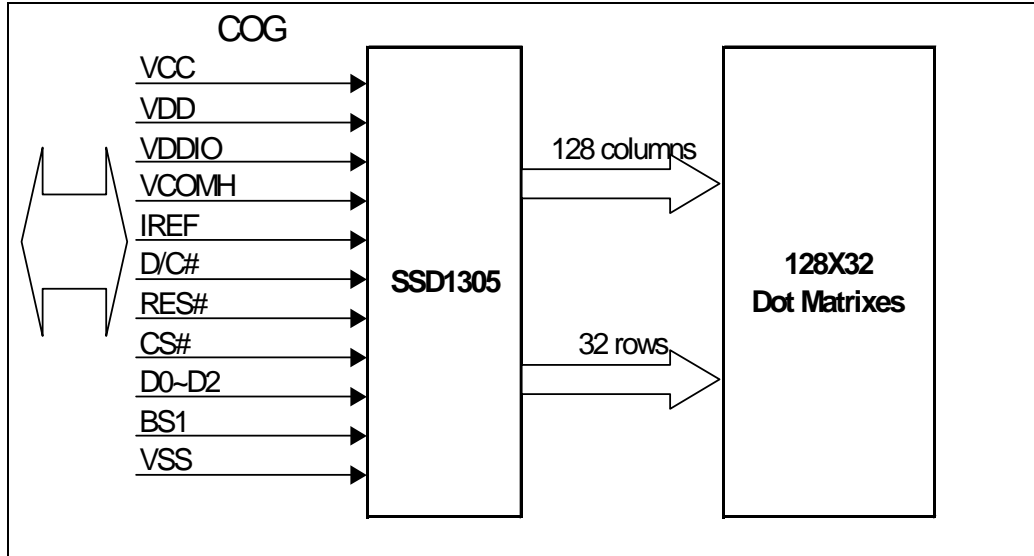 COG
VCC
VDD
VDDIO
VCOMH
IREF
D/C#
RES#
CS#
D0~D2
BS1
VSS
SSD1305
128 columns
32 rows
128X32
Dot Matrixes